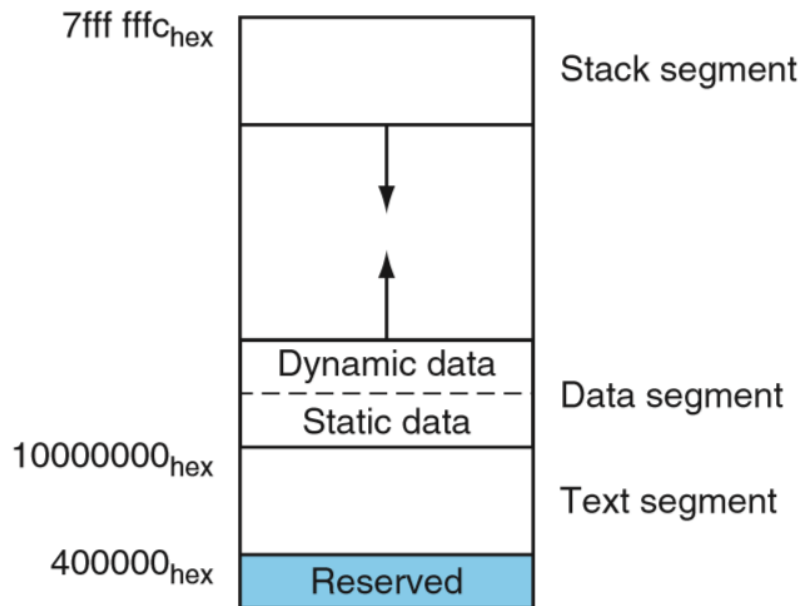 7fff fffchex
Stack segment
Dynamic data
Data segment
Static data
10000000hex
Text segment
400000hex
Reserved